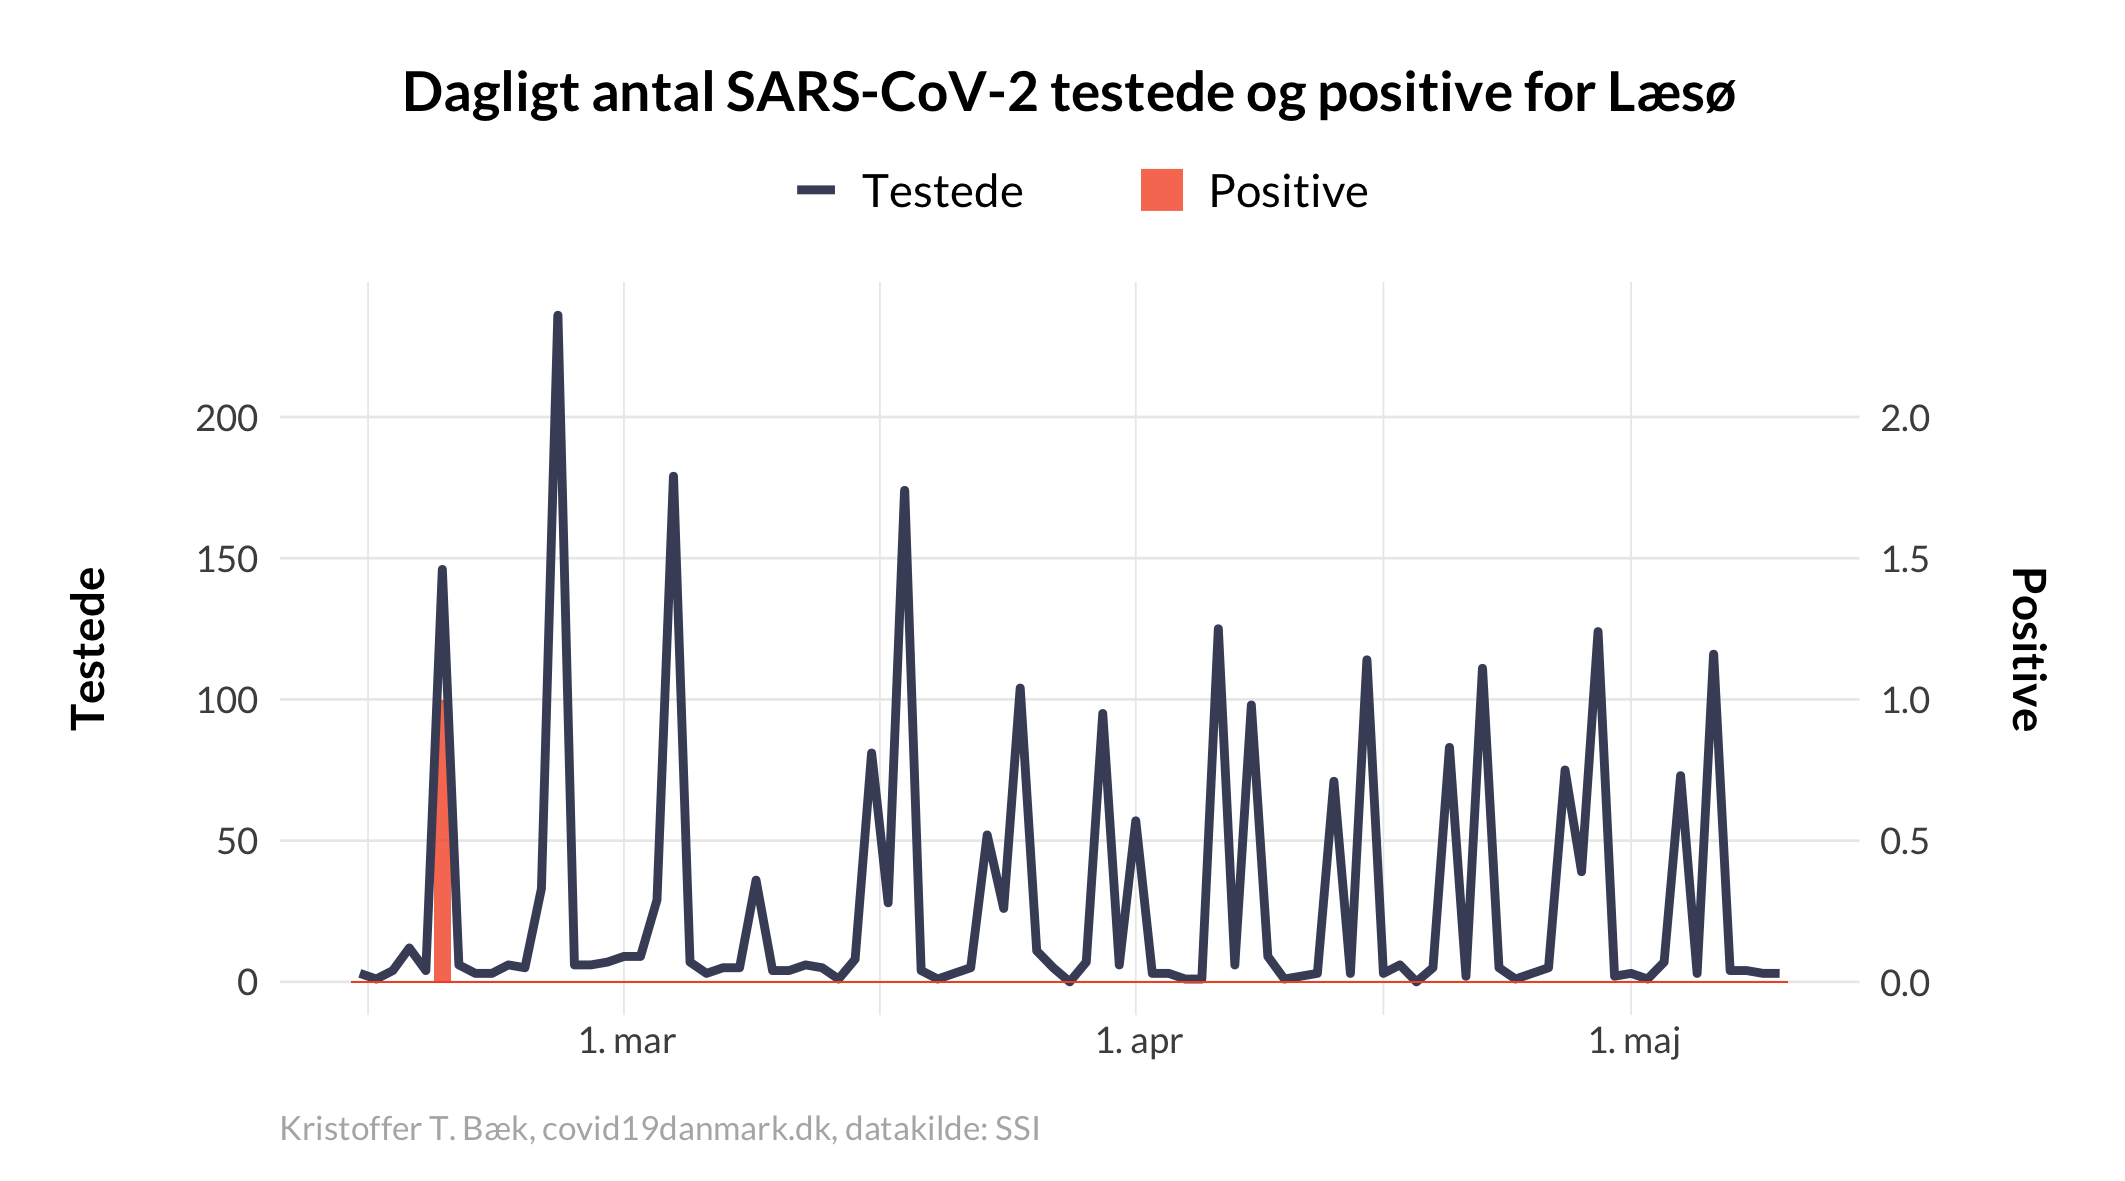 Dagligt antal SARS-CoV-2 testede og positive for Læsø
Testede
Positive
200
150
100
50
0
Testede
2.0
1.5
1.0
0.5
0.0
Positive
1. mar
1. apr
1. maj
Kristoffer T. Bæk, covid19danmark.dk, datakilde: SSI